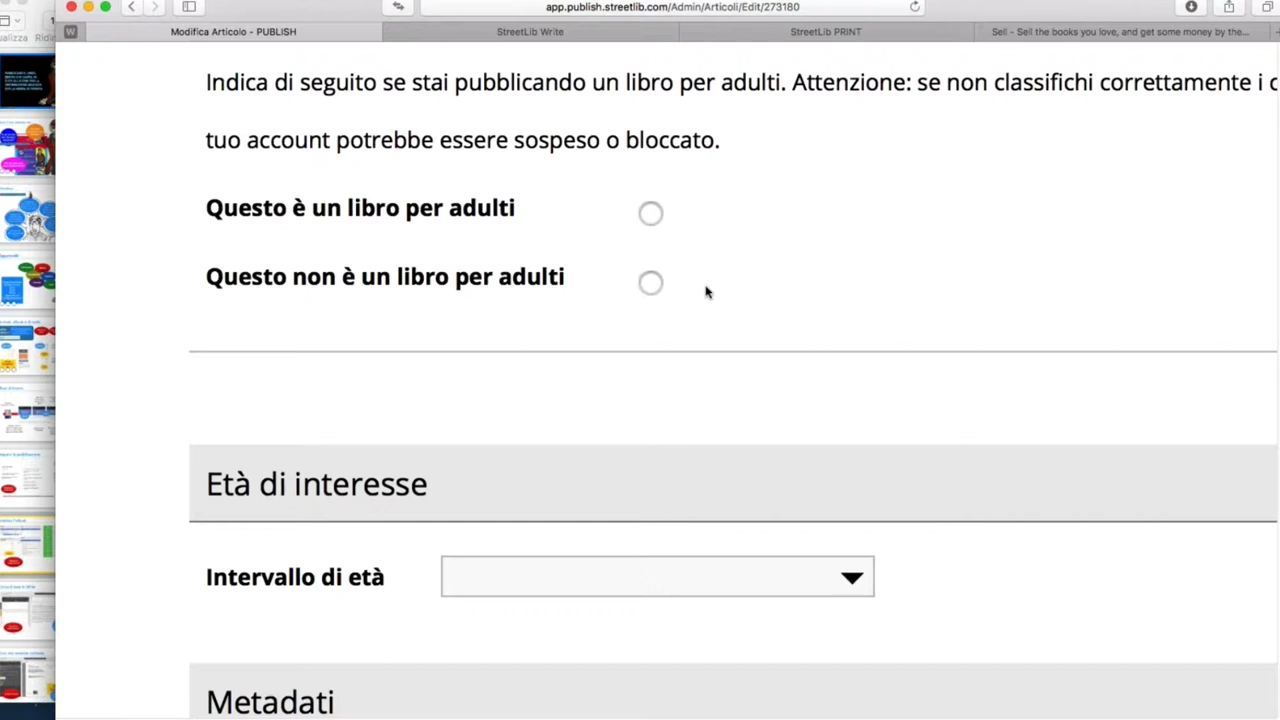 app.publish.streetlib.com/Admin/Articoli/Edit/273180
W
Modifica Articolo - PUBLISH
StreetLib Write
StreetLib PRINT
Sell - Sell the books you love, and get some money by the...
Indica di seguito se stai pubblicando un libro per adulti. Attenzione: se non classifichi correttamente i c
tuo account potrebbe essere sospeso o bloccato.
Questo è un libro per adulti
Questo non è un libro per adulti
Età di interesse
Intervallo di età
Metadati